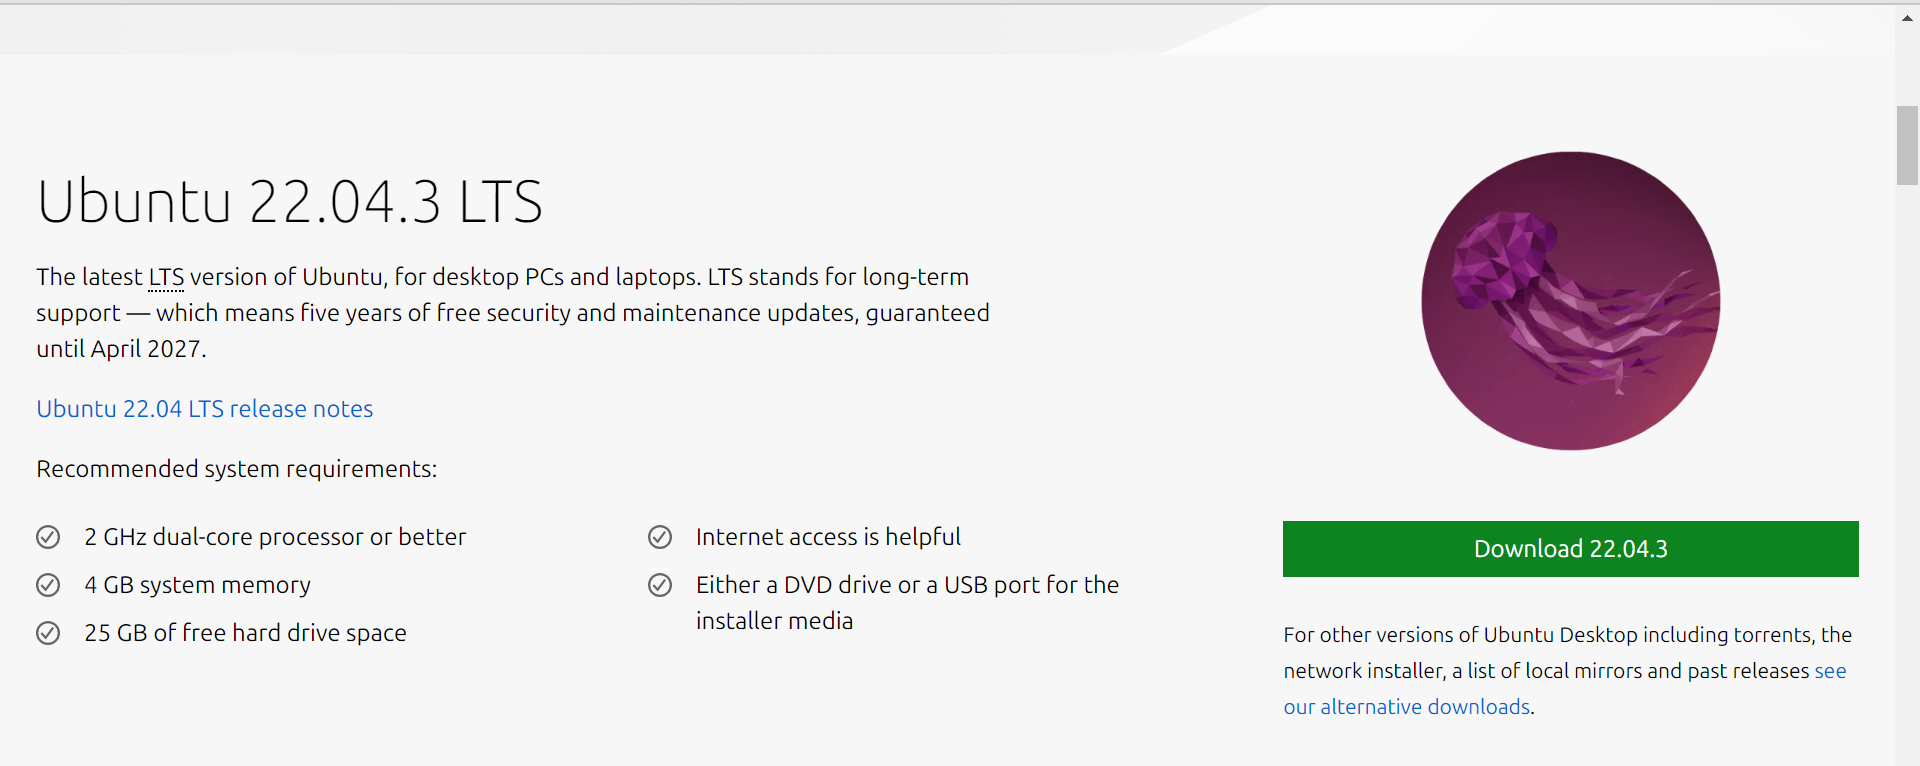 Ubuntu 22.04.3 LTS
The latest LTS version of Ubuntu, for desktop PCs and laptops. LTS stands for long-term
support — which means five years of free security and maintenance updates, guaranteed
until April 2027.
Ubuntu 22.04 LTS release notes
Recommended system requirements:
2 GHz dual-core processor or better
4 GB system memory
25 GB of free hard drive space
Internet access is helpful
Either a DVD drive or a USB port for the
installer media
Download 22.04.3
For other versions of Ubuntu Desktop including torrents, the
network installer, a list of local mirrors and past releases see
our alternative downloads.